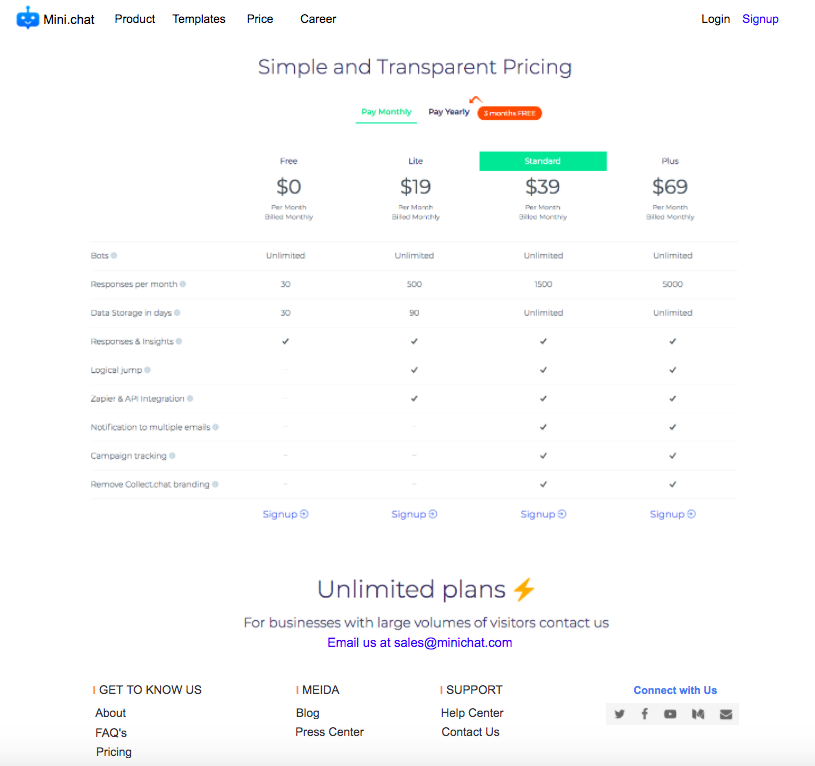 Mini.chat Product Templates Price Career Login Signup
Simple and Transparent Pricing
Pay Monthly Pay Yearly 3 months FREE
Free Lite Standard Plus
$0 $19 $39 $69
Per Month Per Month Per Month Per Month
Billed Monthly Billed Monthly Billed Monthly Billed Monthly
Bots Unlimited Unlimited Unlimited Unlimited
Responses per month 30 500 1500 5000
Data Storage in days 30 90 Unlimited Unlimited
Responses & Insights ✓ ✓ ✓ ✓
Logical jump - ✓ ✓ ✓
Zapier & API Integration - ✓ ✓ ✓
Notification to multiple emails - - ✓ ✓
Campaign tracking - - ✓ ✓
Remove Collect.chat branding - - ✓ ✓
Signup Signup Signup Signup
Unlimited plans ⚡
For businesses with large volumes of visitors contact us
Email us at sales@minichat.com
GET TO KNOW US MEIDA SUPPORT Connect with Us
About Blog Help Center
FAQ's Press Center Contact Us
Pricing